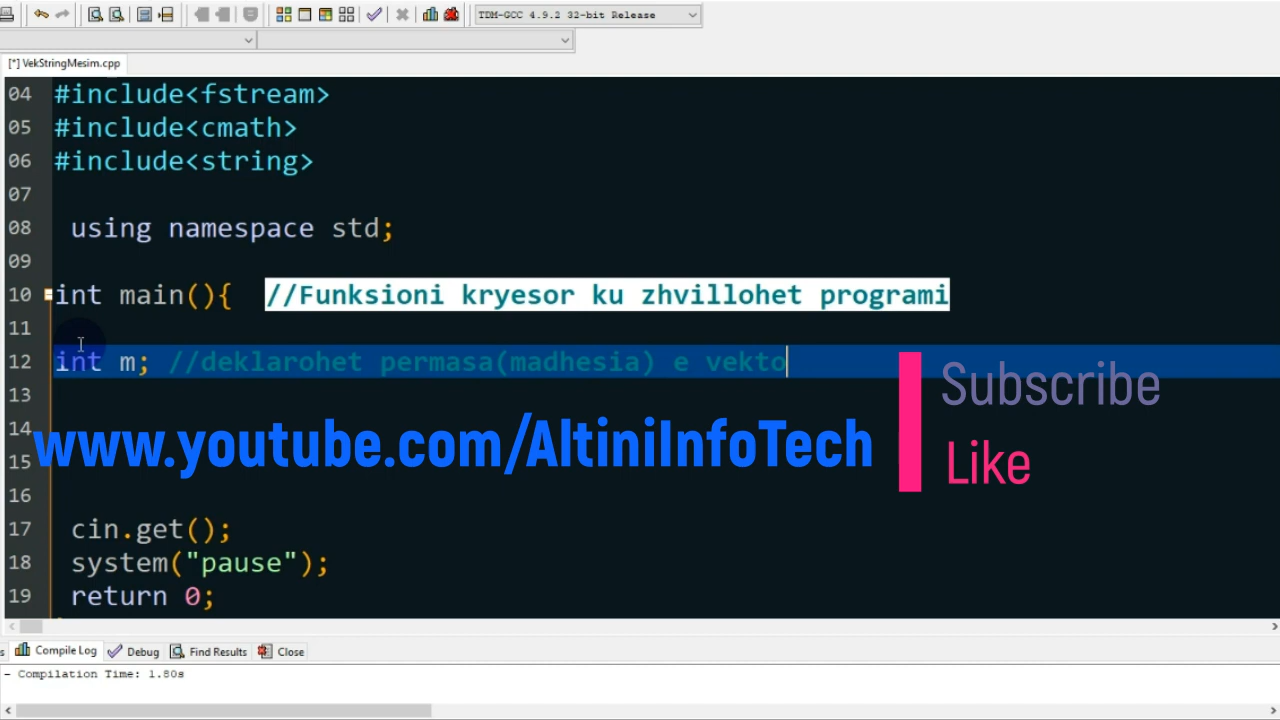 TDM-GCC 4.9.2 32-bit Release
[*] VekStringMesim.cpp
04 #include<fstream>
05 #include<cmath>
06 #include<string>
07
08 using namespace std;
09
10 int main(){ //Funksioni kryesor ku zhvillohet programi
11
12 int m; //deklarohet permasa(madhesia) e vekto
13
14
15
16
17 cin.get();
18 system("pause");
19 return 0;
www.youtube.com/AltiniInfoTech
Subscribe
Like
s Compile Log Debug Find Results Close
- Compilation Time: 1.80s